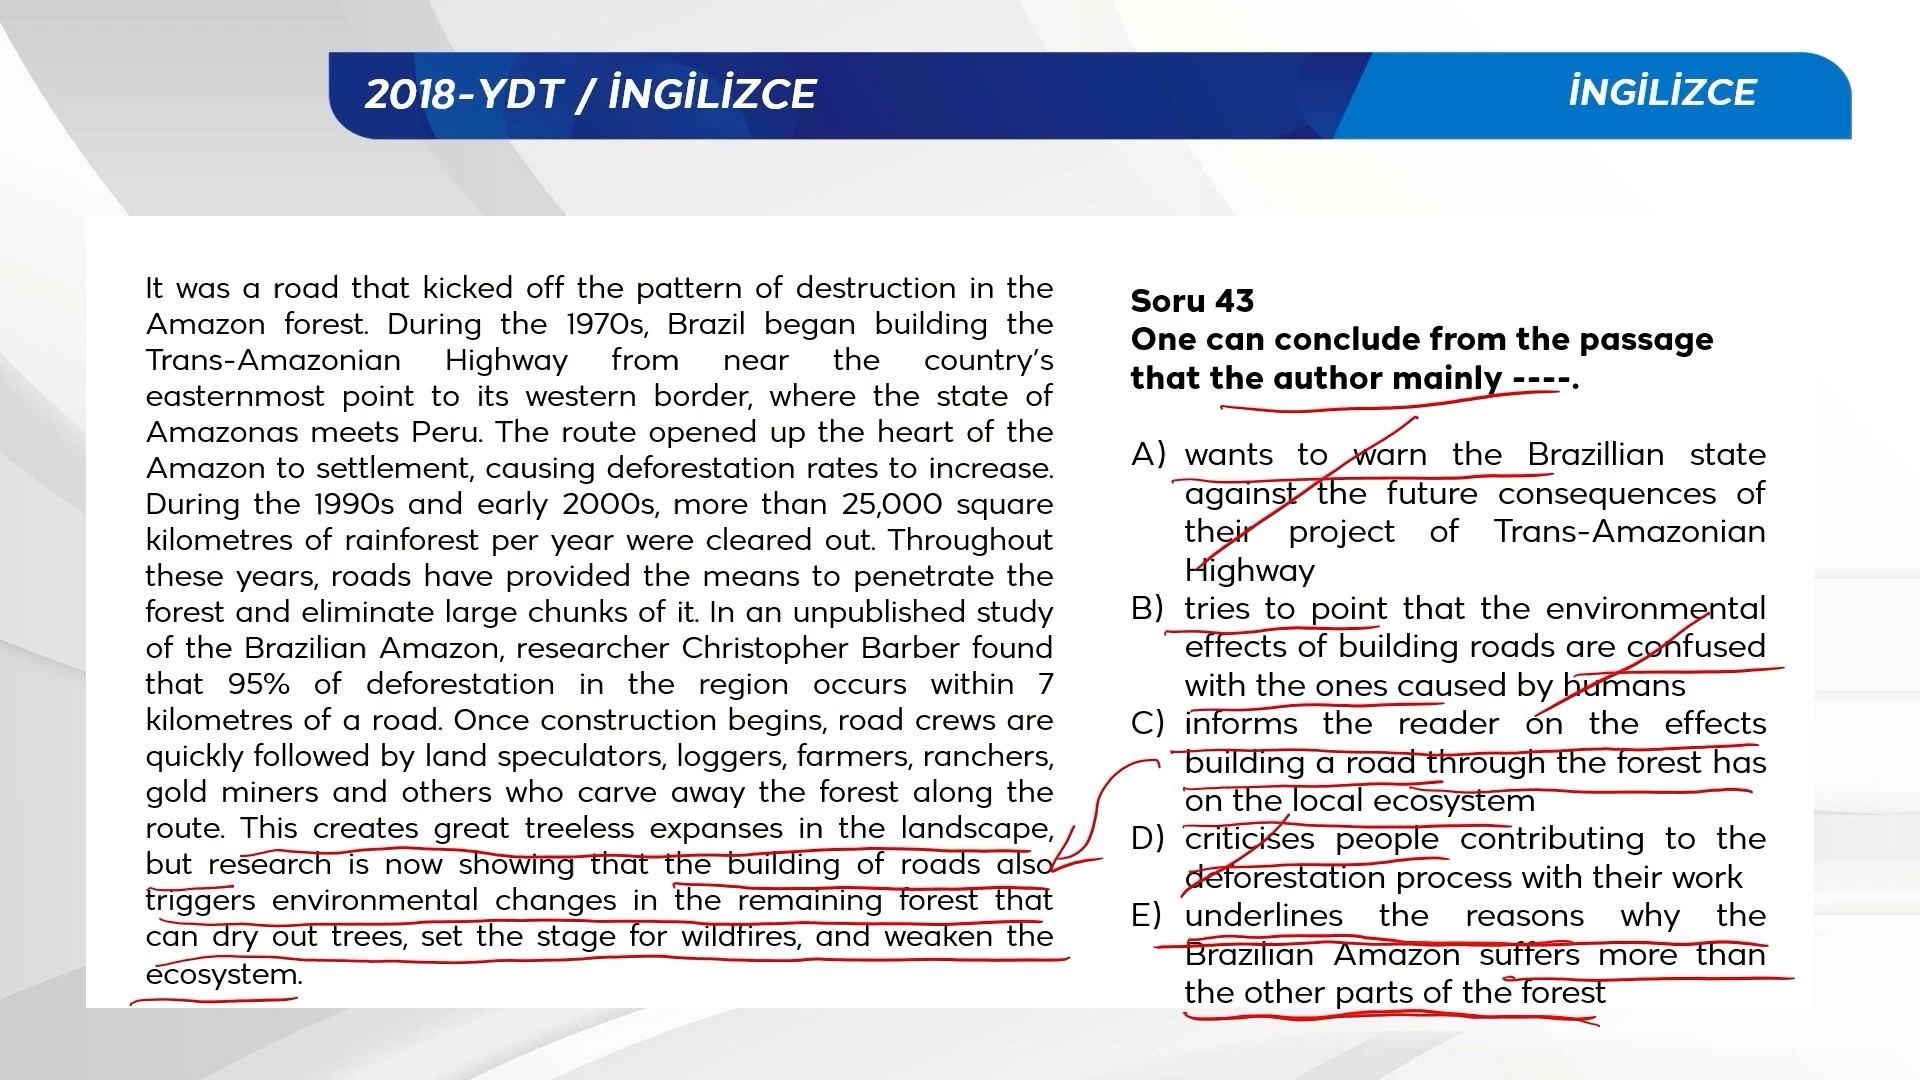 2018-YDT / İNGİLİZCE
İNGİLİZCE
It was a road that kicked off the pattern of destruction in the
Amazon forest. During the 1970s, Brazil began building the
Trans-Amazonian Highway from near the country's
easternmost point to its western border, where the state of
Amazonas meets Peru. The route opened up the heart of the
Amazon to settlement, causing deforestation rates to increase.
During the 1990s and early 2000s, more than 25,000 square
kilometres of rainforest per year were cleared out. Throughout
these years, roads have provided the means to penetrate the
forest and eliminate large chunks of it. In an unpublished study
of the Brazilian Amazon, researcher Christopher Barber found
that 95% of deforestation in the region occurs within 7
kilometres of a road. Once construction begins, road crews are
quickly followed by land speculators, loggers, farmers, ranchers,
gold miners and others who carve away the forest along the
route. This creates great treeless expanses in the landscape,
but research is now showing that the building of roads also
triggers environmental changes in the remaining forest that
can dry out trees, set the stage for wildfires, and weaken the
ecosystem.
Soru 43
One can conclude from the passage
that the author mainly ----.
A) wants to warn the Brazillian state
against the future consequences of
their project of Trans-Amazonian
Highway
B) tries to point that the environmental
effects of building roads are confused
with the ones caused by humans
C) informs the reader on the effects
building a road through the forest has
on the local ecosystem
D) criticises people contributing to the
deforestation process with their work
E) underlines the reasons why the
Brazilian Amazon suffers more than
the other parts of the forest